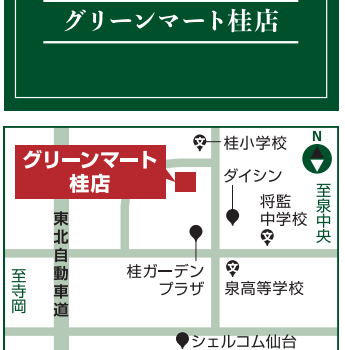 グリーンマート桂店
桂小学校
N
グリーンマート
桂店
ダイシン
至泉中央
将監
中学校
東北自動車道
桂ガーデン
プラザ
至寺岡
泉高等学校
シェルコム仙台